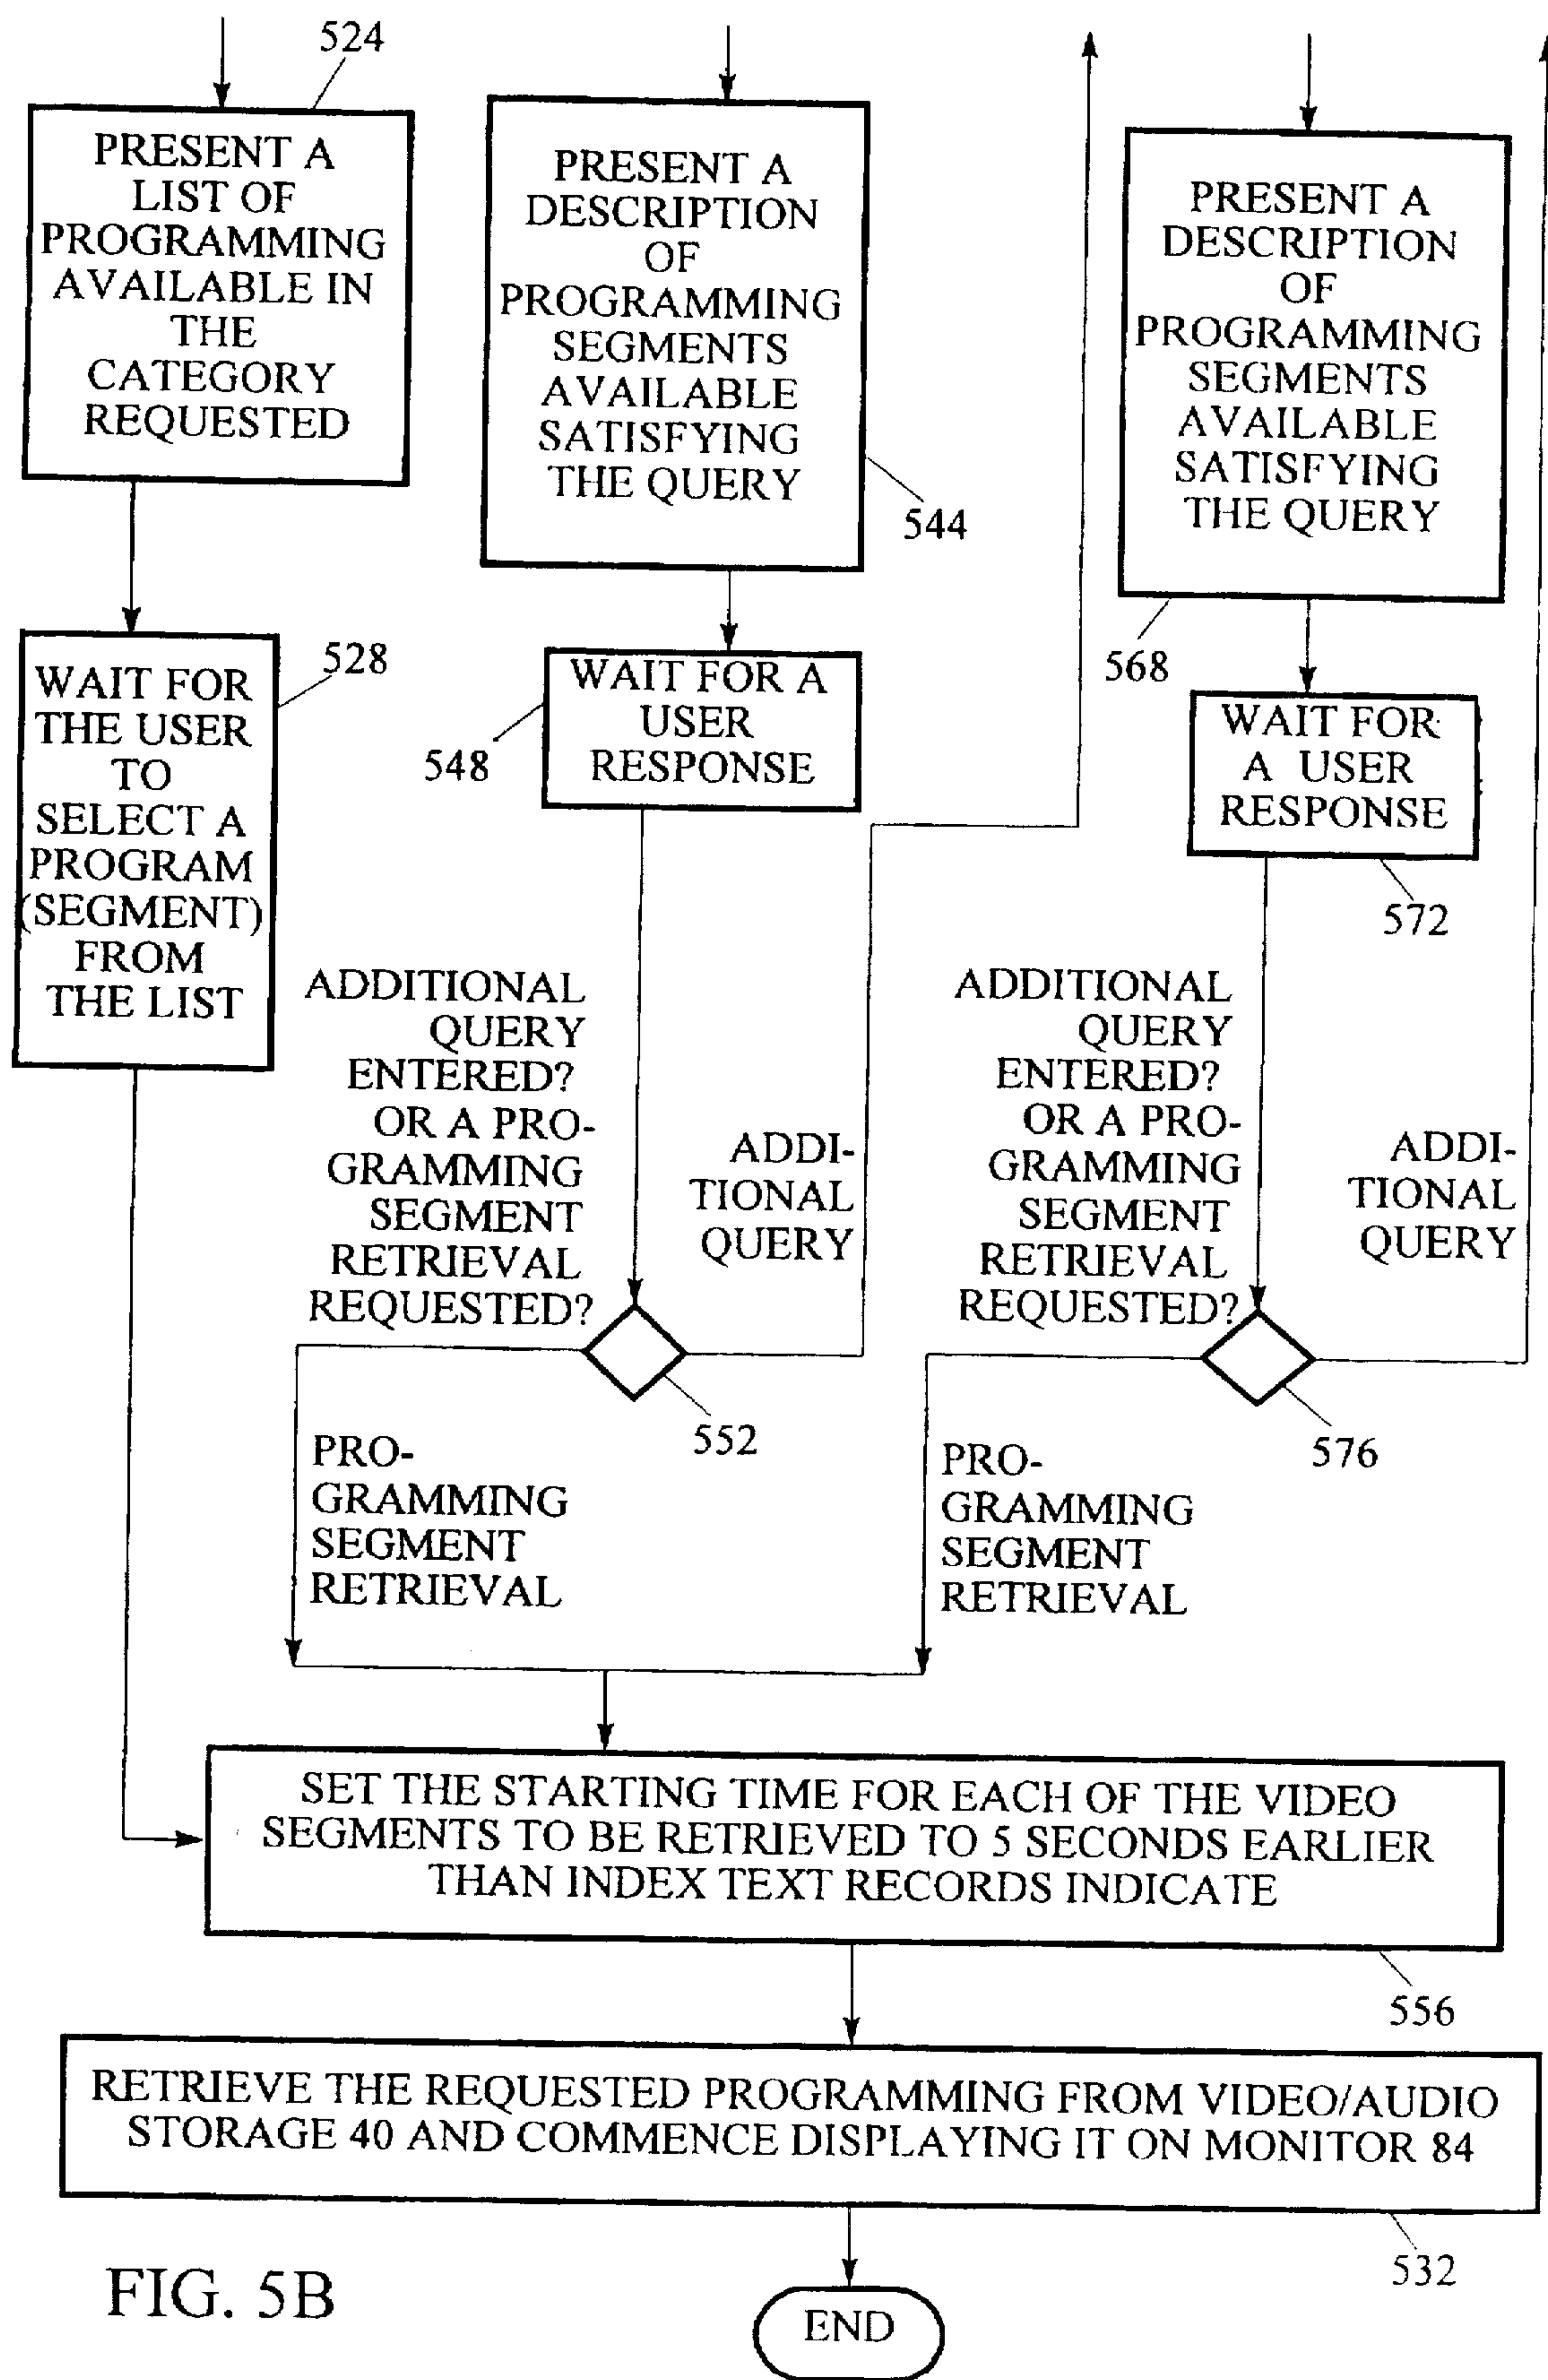 524
PRESENT A
LIST OF
PROGRAMMING
AVAILABLE IN
THE
CATEGORY
REQUESTED
PRESENT A
DESCRIPTION
OF
PROGRAMMING
SEGMENTS
AVAILABLE
SATISFYING
THE QUERY
544
PRESENT A
DESCRIPTION
OF
PROGRAMMING
SEGMENTS
AVAILABLE
SATISFYING
THE QUERY
568
WAIT FOR
THE USER
TO
SELECT A
PROGRAM
(SEGMENT)
FROM
THE LIST
528
WAIT FOR A
USER
RESPONSE
548
WAIT FOR
A USER
RESPONSE
572
ADDITIONAL
QUERY
ENTERED?
OR A PRO-
GRAMMING
SEGMENT
RETRIEVAL
REQUESTED?
ADDI-
TIONAL
QUERY
552
ADDITIONAL
QUERY
ENTERED?
OR A PRO-
GRAMMING
SEGMENT
RETRIEVAL
REQUESTED?
ADDI-
TIONAL
QUERY
576
PRO-
GRAMMING
SEGMENT
RETRIEVAL
PRO-
GRAMMING
SEGMENT
RETRIEVAL
SET THE STARTING TIME FOR EACH OF THE VIDEO
SEGMENTS TO BE RETRIEVED TO 5 SECONDS EARLIER
THAN INDEX TEXT RECORDS INDICATE
556
RETRIEVE THE REQUESTED PROGRAMMING FROM VIDEO/AUDIO
STORAGE 40 AND COMMENCE DISPLAYING IT ON MONITOR 84
532
FIG. 5B
END